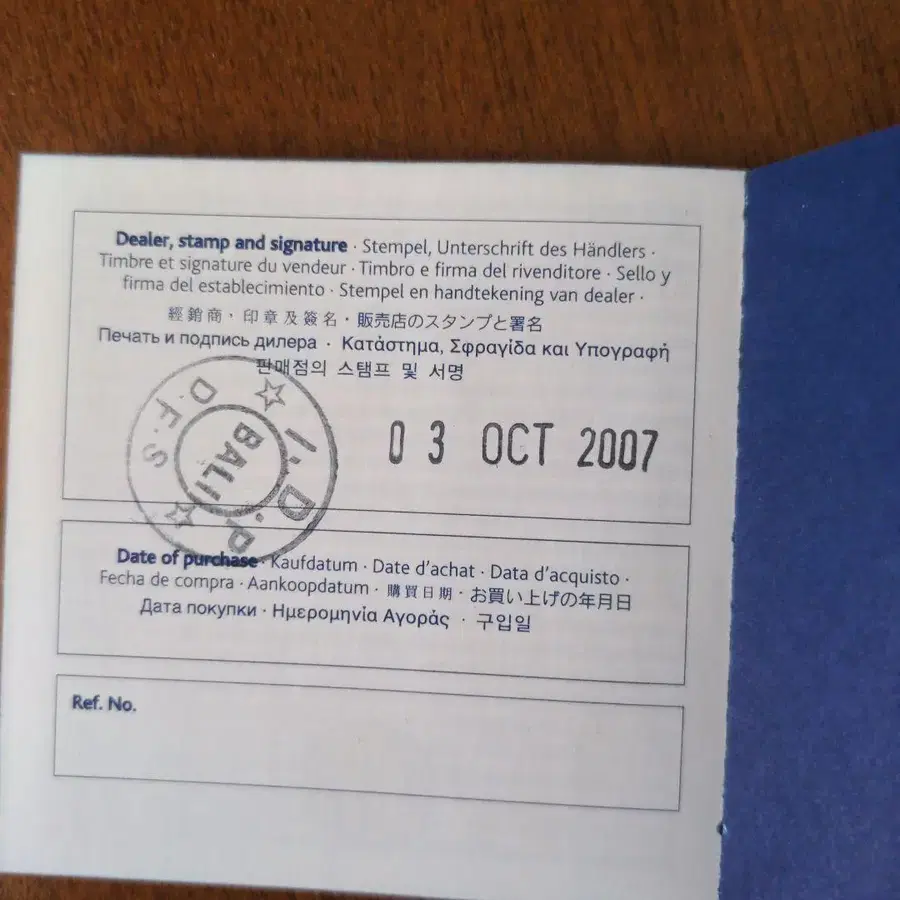 Dealer, stamp and signature · Stempel, Unterschrift des Händlers ·
Timbre et signature du vendeur · Timbro e firma del rivenditore · Sello y
firma del establecimiento · Stempel en handtekening van dealer ·
經銷商 · 印章及簽名 · 販売店のスタンプと署名
Печать и подпись дилера · Κατάστημα, Σφραγίδα και Υπογραφή
판매점의 스탬프 및 서명
D.F.S
I.D.P
BALI
03 OCT 2007
Date of purchase · Kaufdatum · Date d'achat · Data d'acquisto ·
Fecha de compra · Aankoopdatum · 購買日期 · お買い上げの年月日
Дата покупки · Ημερομηνία Αγοράς · 구입일
Ref. No.